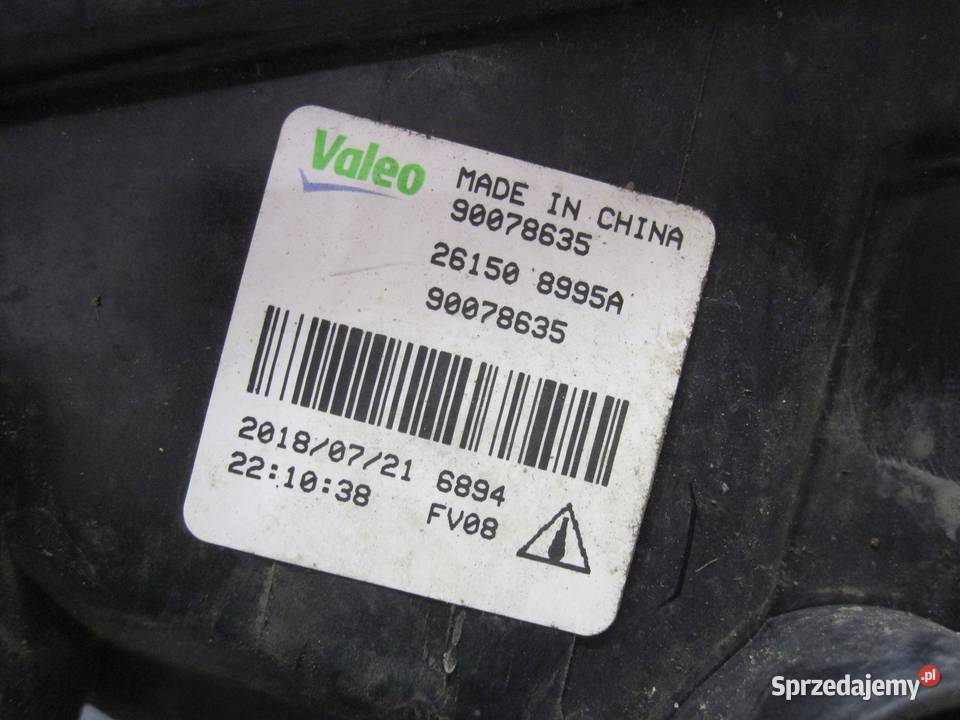 Valeo
MADE IN CHINA
90078635
26150 8995A
90078635
2018/07/21 6894
22:10:38 FV08
Sprzedajemy.pl